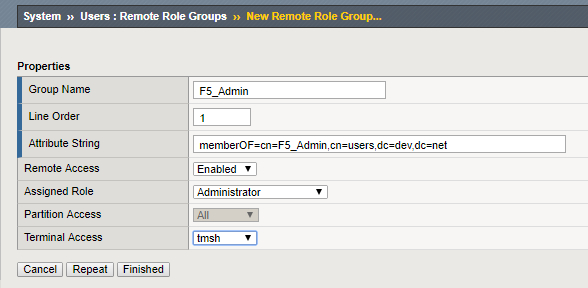 System ›› Users : Remote Role Groups ›› New Remote Role Group...
Properties
Group Name F5_Admin
Line Order 1
Attribute String memberOF=cn=F5_Admin,cn=users,dc=dev,dc=net
Remote Access Enabled
Assigned Role Administrator
Partition Access All
Terminal Access tmsh
Cancel Repeat Finished